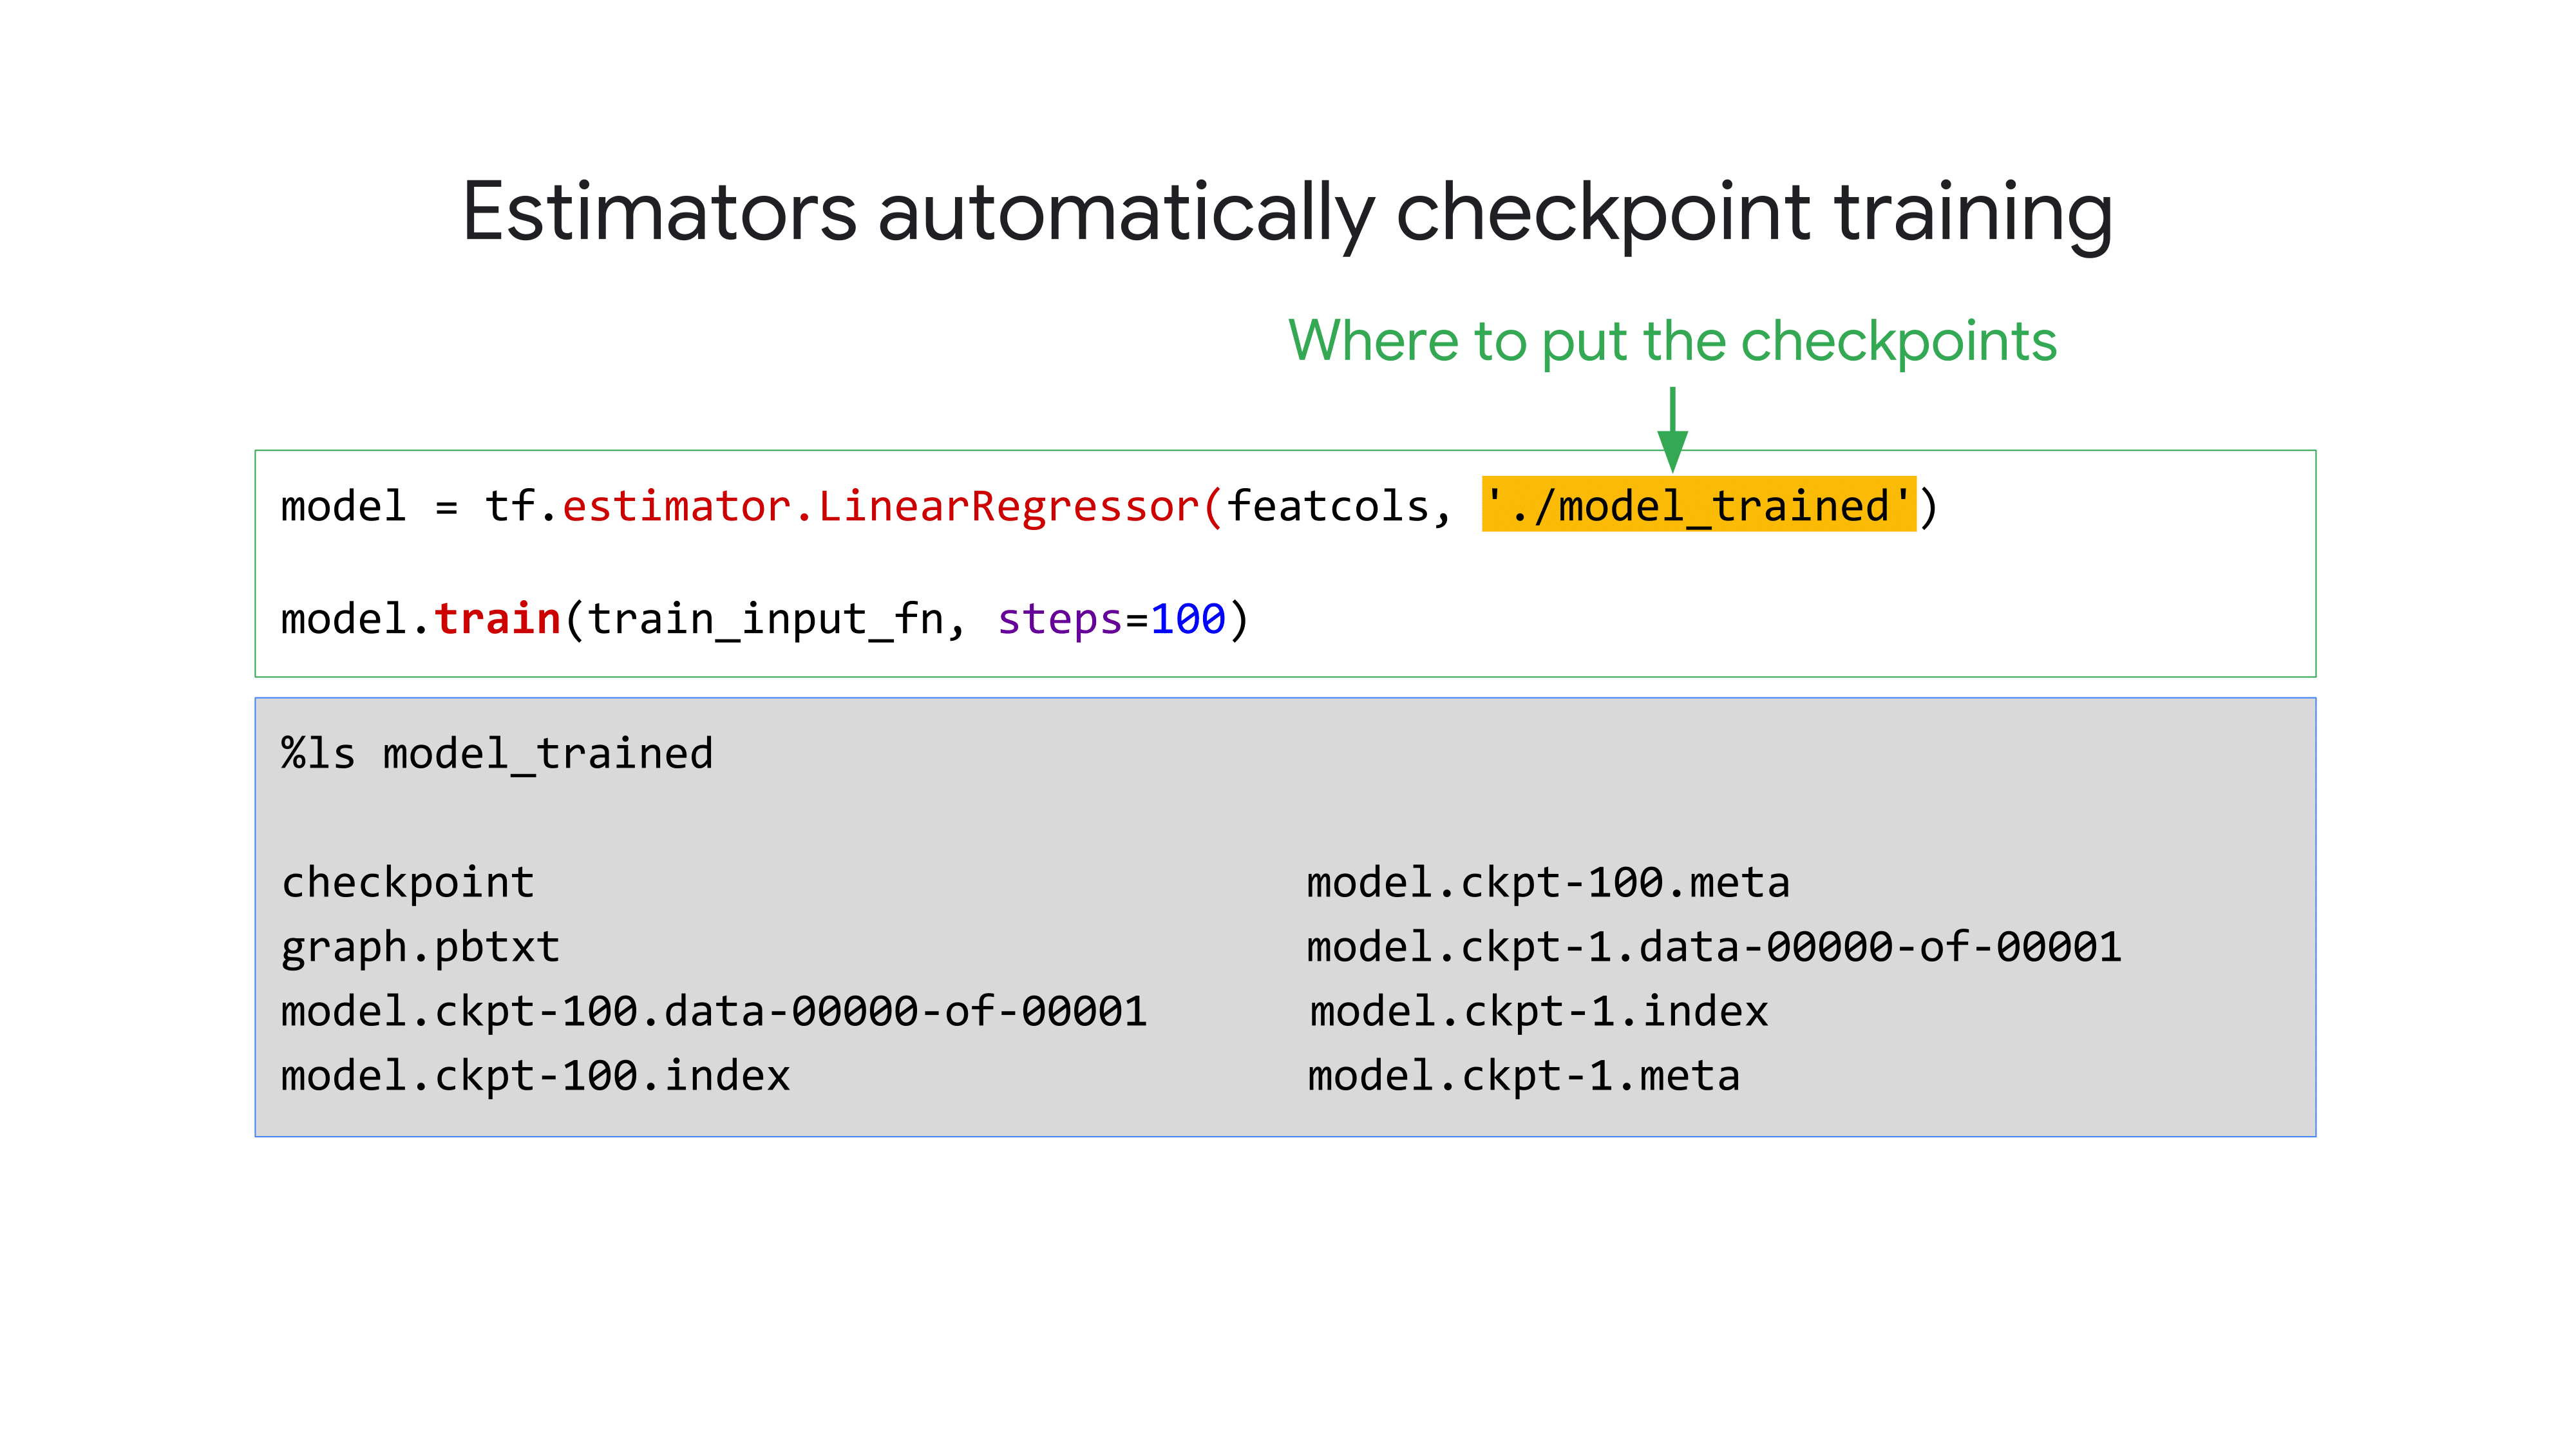 Estimators automatically checkpoint training
Where to put the checkpoints
model = tf.estimator.LinearRegressor(featcols, './model_trained')
model.train(train_input_fn, steps=100)
%ls model_trained
checkpoint
graph.pbtxt
model.ckpt-100.data-00000-of-00001
model.ckpt-100.index
model.ckpt-100.meta
model.ckpt-1.data-00000-of-00001
model.ckpt-1.index
model.ckpt-1.meta